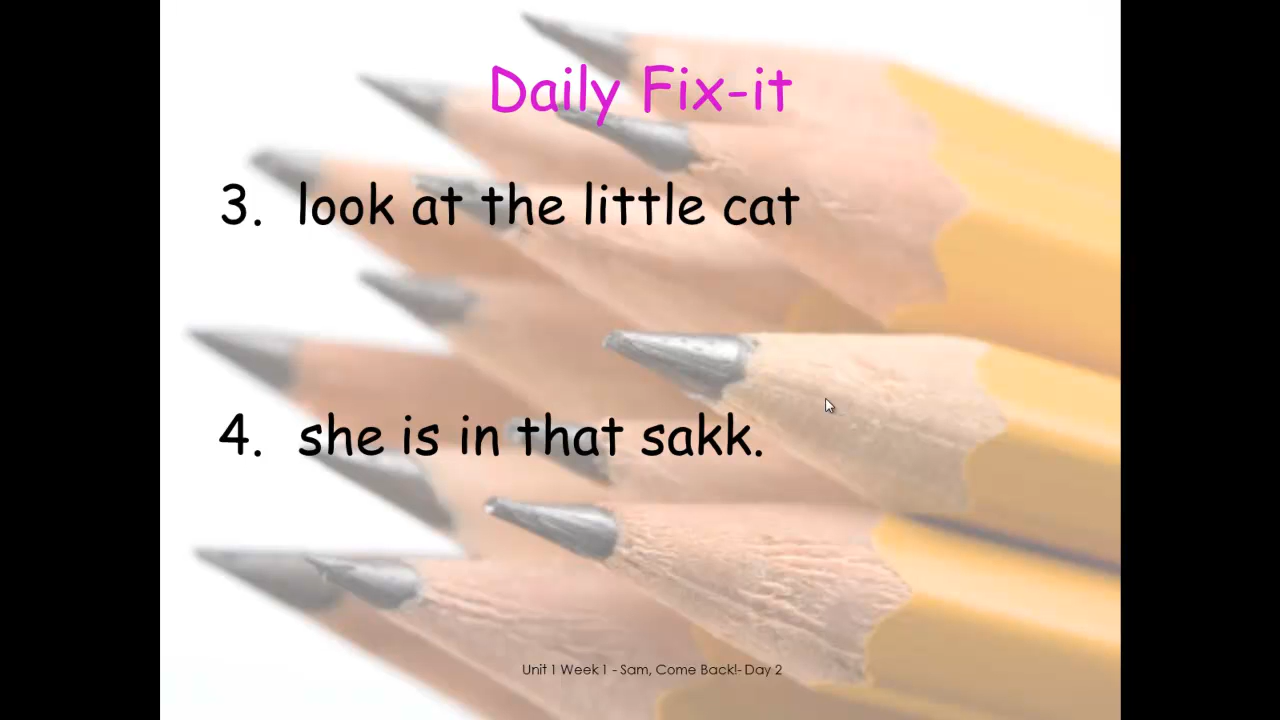 Daily Fix-it
3. look at the little cat
4. she is in that sakk.
Unit 1 Week 1 - Sam, Come Back!- Day 2